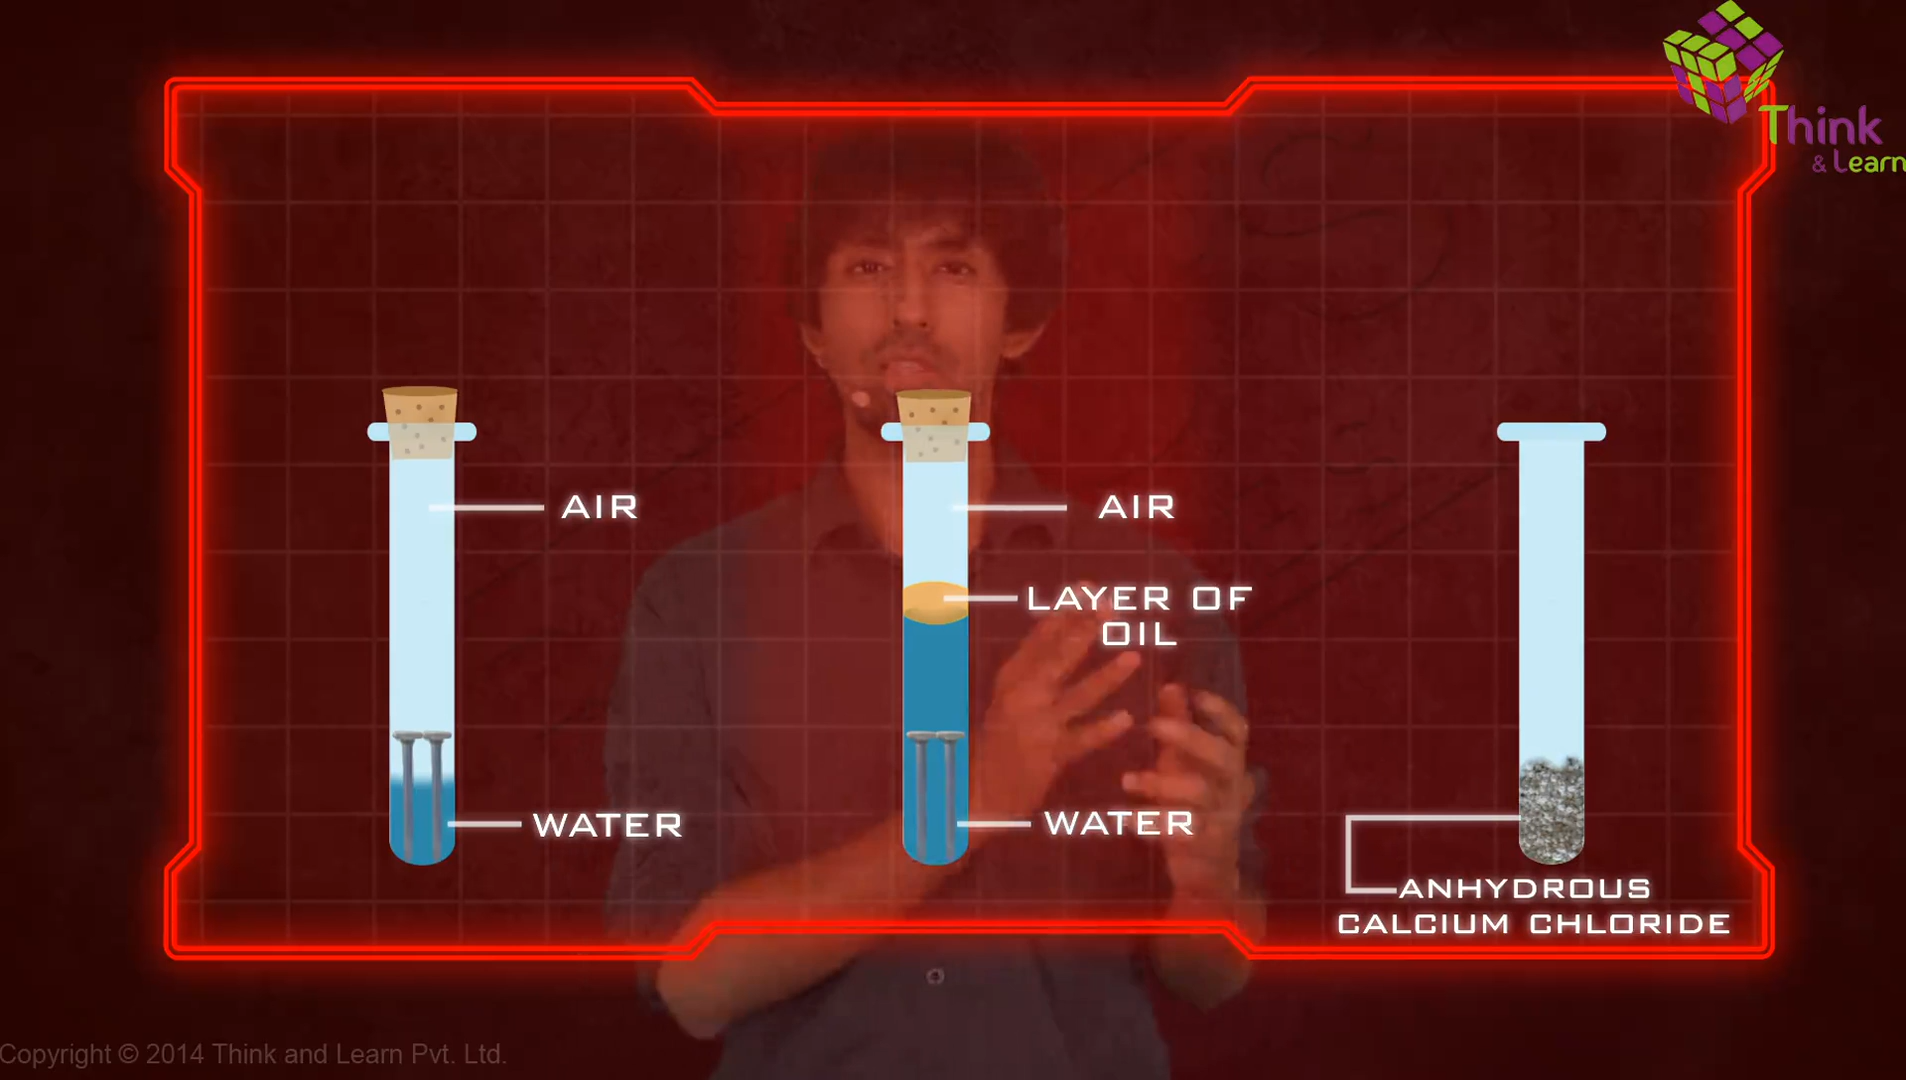 Think
& Learn
AIR
AIR
LAYER OF
OIL
WATER
WATER
ANHYDROUS
CALCIUM CHLORIDE
Copyright © 2014 Think and Learn Pvt. Ltd.